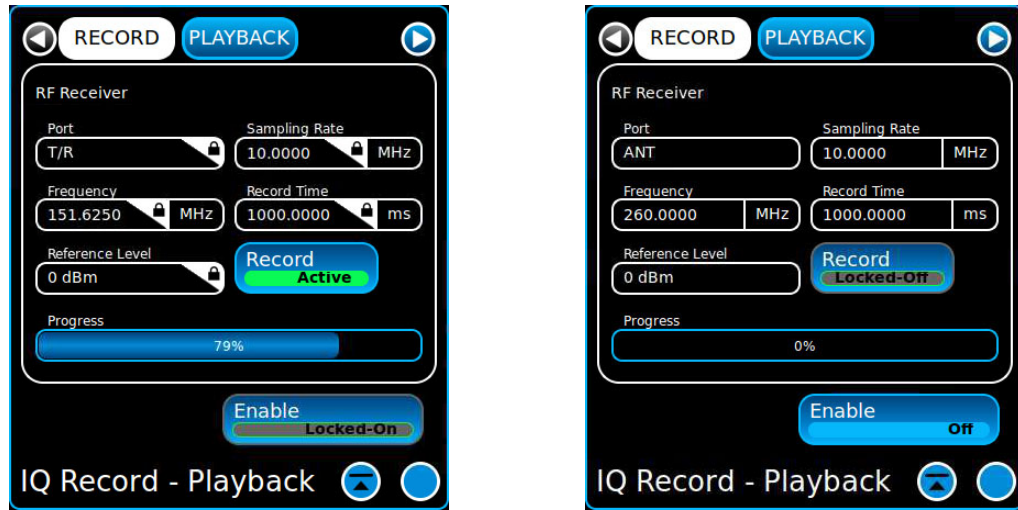 RECORD PLAYBACK
RF Receiver
Port Sampling Rate
T/R 10.0000 MHz
Frequency Record Time
151.6250 MHz 1000.0000 ms
Reference Level
0 dBm
Record
Active
Progress
79%
Enable
Locked-On
IQ Record - Playback
RECORD PLAYBACK
RF Receiver
Port Sampling Rate
ANT 10.0000 MHz
Frequency Record Time
260.0000 MHz 1000.0000 ms
Reference Level
0 dBm
Record
Locked-Off
Progress
0%
Enable
Off
IQ Record - Playback